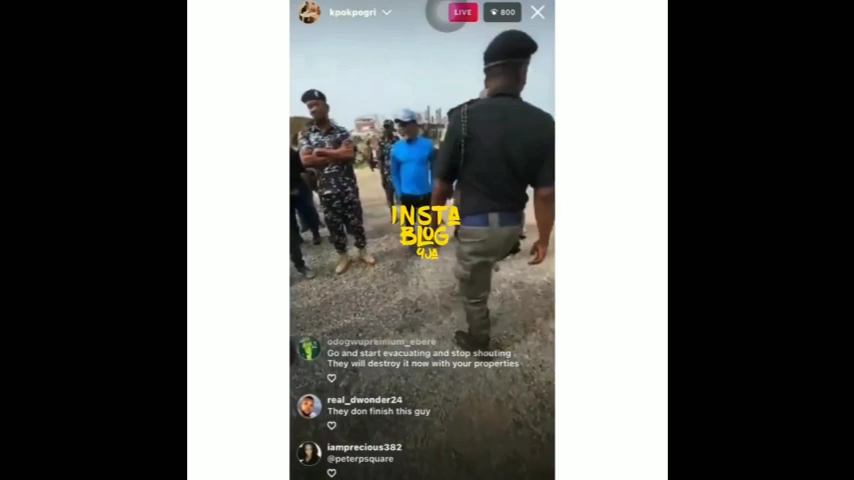 kpokpogri
LIVE
800
INSTA
BLOG
9JA
odogwupreinium_ebere
Go and start evacuating and stop shouting.
They will destroy it now with your properties
real_dwonder24
They don finish this guy
iamprecious382
@peterpsquare